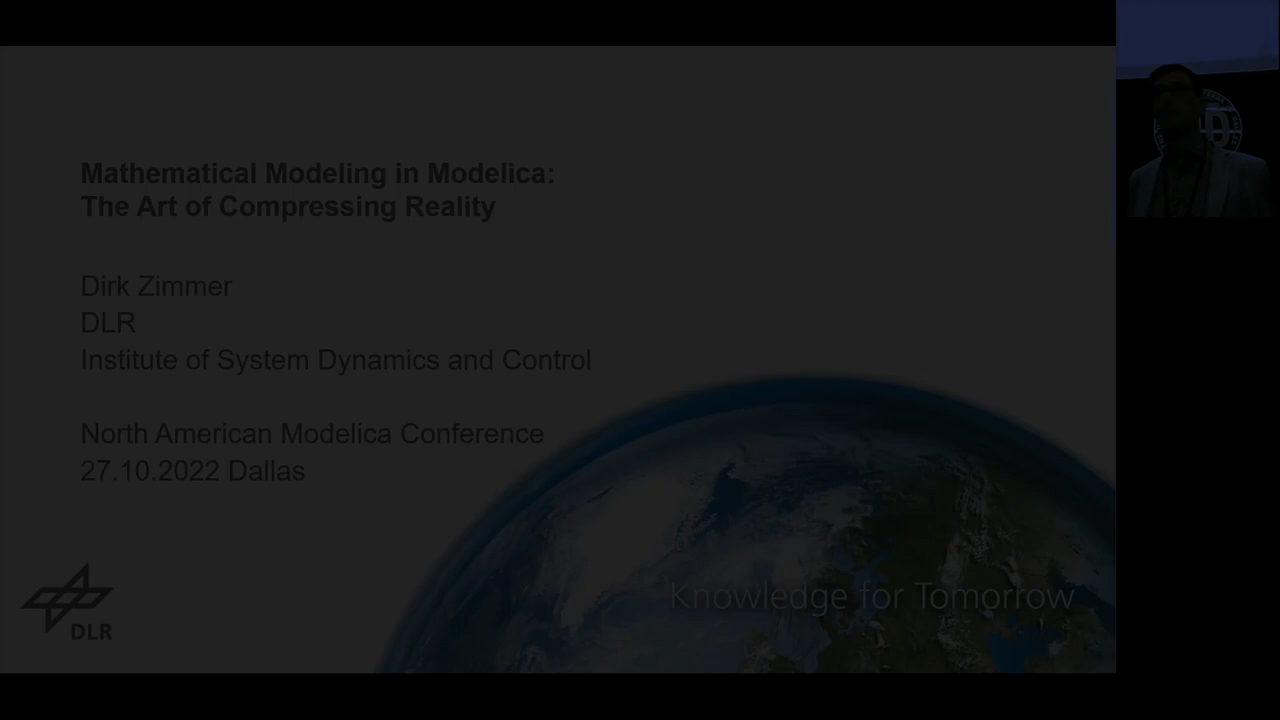 Mathematical Modeling in Modelica:
The Art of Compressing Reality
Dirk Zimmer
DLR
Institute of System Dynamics and Control
North American Modelica Conference
27.10.2022 Dallas
Knowledge for Tomorrow
DLR